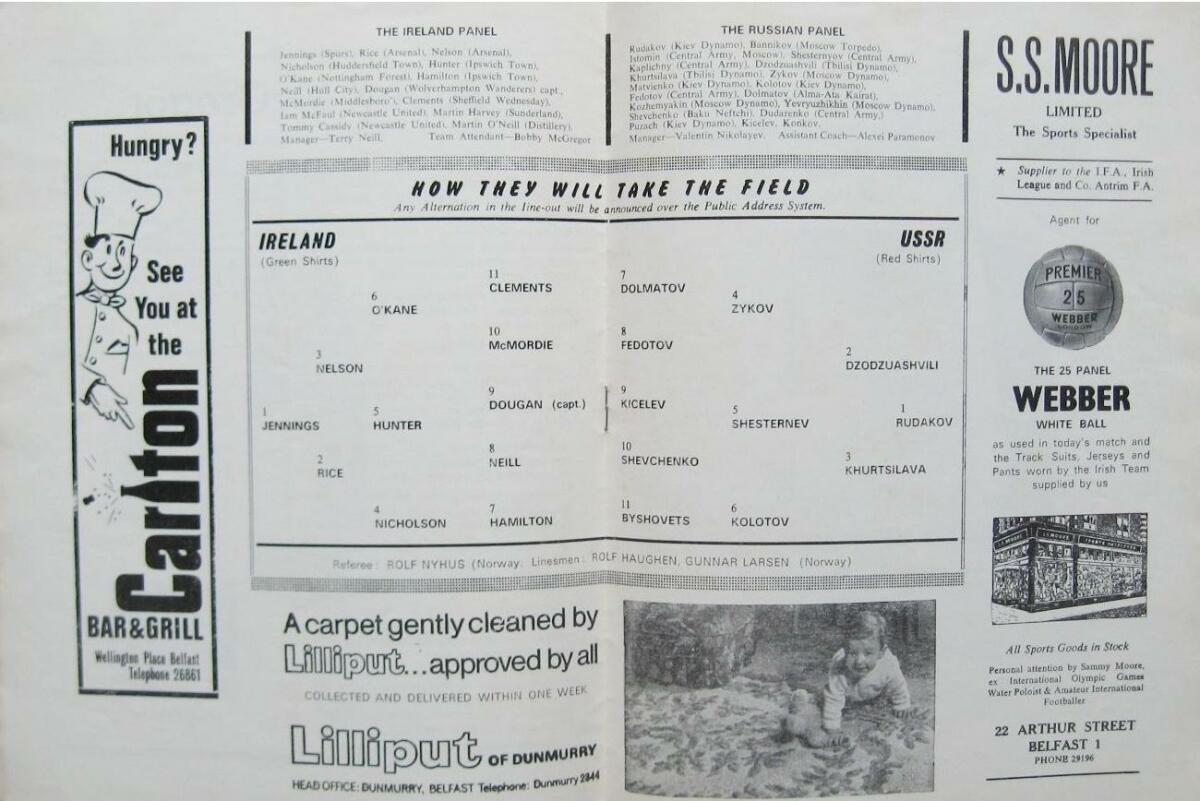 THE IRELAND PANEL
Jennings (Spurs), Rice (Arsenal), Nelson (Arsenal),
Nicholson (Huddersfield Town), Hunter (Ipswich Town),
O'Kane (Nottingham Forest), Hamilton (Ipswich Town),
Neill (Hull City), Dougan (Wolverhampton Wanderers) capt.,
McMordie (Middlesboro'), Clements (Sheffield Wednesday),
Iam McFaul (Newcastle United), Martin Harvey (Sunderland),
Tommy Cassidy (Newcastle United), Martin O'Neill (Distillery),
Manager—Terry Neill. Team Attendant—Bobby McGregor
THE RUSSIAN PANEL
Rudakov (Kiev Dynamo), Bannikov (Moscow Torpedo),
Istomin (Central Army, Moscow), Shesternyov (Central Army),
Kaplichny (Central Army), Dzodzuashvili (Tbilisi Dynamo),
Khurtsilava (Tbilisi Dynamo), Zykov (Moscow Dynamo),
Matvienko (Kiev Dynamo), Kolotov (Kiev Dynamo),
Fedotov (Central Army), Dolmatov (Alma-Ata Kairat),
Kozhemyakin (Moscow Dynamo), Yevryuzhikhin (Moscow Dynamo),
Shevchenko (Baku Neftchi), Dudarenko (Central Army,)
Puzach (Kiev Dynamo), Kicelev, Konkov.
Manager—Valentin Nikolayev. Assistant Coach—Alexei Paramonov
HOW THEY WILL TAKE THE FIELD
Any Alternation in the line-out will be announced over the Public Address System.
IRELAND
(Green Shirts)
USSR
(Red Shirts)
11
CLEMENTS
6
O'KANE
10
McMORDIE
3
NELSON
9
DOUGAN (capt.)
1
JENNINGS
5
HUNTER
8
NEILL
2
RICE
4
NICHOLSON
7
HAMILTON
7
DOLMATOV
4
ZYKOV
8
FEDOTOV
2
DZODZUASHVILI
9
KICELEV
5
SHESTERNEV
1
RUDAKOV
10
SHEVCHENKO
3
KHURTSILAVA
11
BYSHOVETS
6
KOLOTOV
Referee: ROLF NYHUS (Norway. Linesmen: ROLF HAUGHEN, GUNNAR LARSEN (Norway)
Hungry?
See
You at
the
Carlton
BAR & GRILL
Wellington Place Belfast
Telephone 26861
A carpet gently cleaned by
Lilliput...approved by all
COLLECTED AND DELIVERED WITHIN ONE WEEK
Lilliput OF DUNMURRY
HEAD OFFICE: DUNMURRY, BELFAST Telephone: Dunmurry 2844
S.S. MOORE
LIMITED
The Sports Specialist
★ Supplier to the I.F.A., Irish
League and Co. Antrim F.A.
Agent for
PREMIER
25
WEBBER
LONDON
THE 25 PANEL
WEBBER
WHITE BALL
as used in today's match and
the Track Suits, Jerseys and
Pants worn by the Irish Team
supplied by us
All Sports Goods in Stock
Personal attention by Sammy Moore,
ex International Olympic Games
Water Poloist & Amateur International
Footballer
22 ARTHUR STREET
BELFAST 1
PHONE 29196